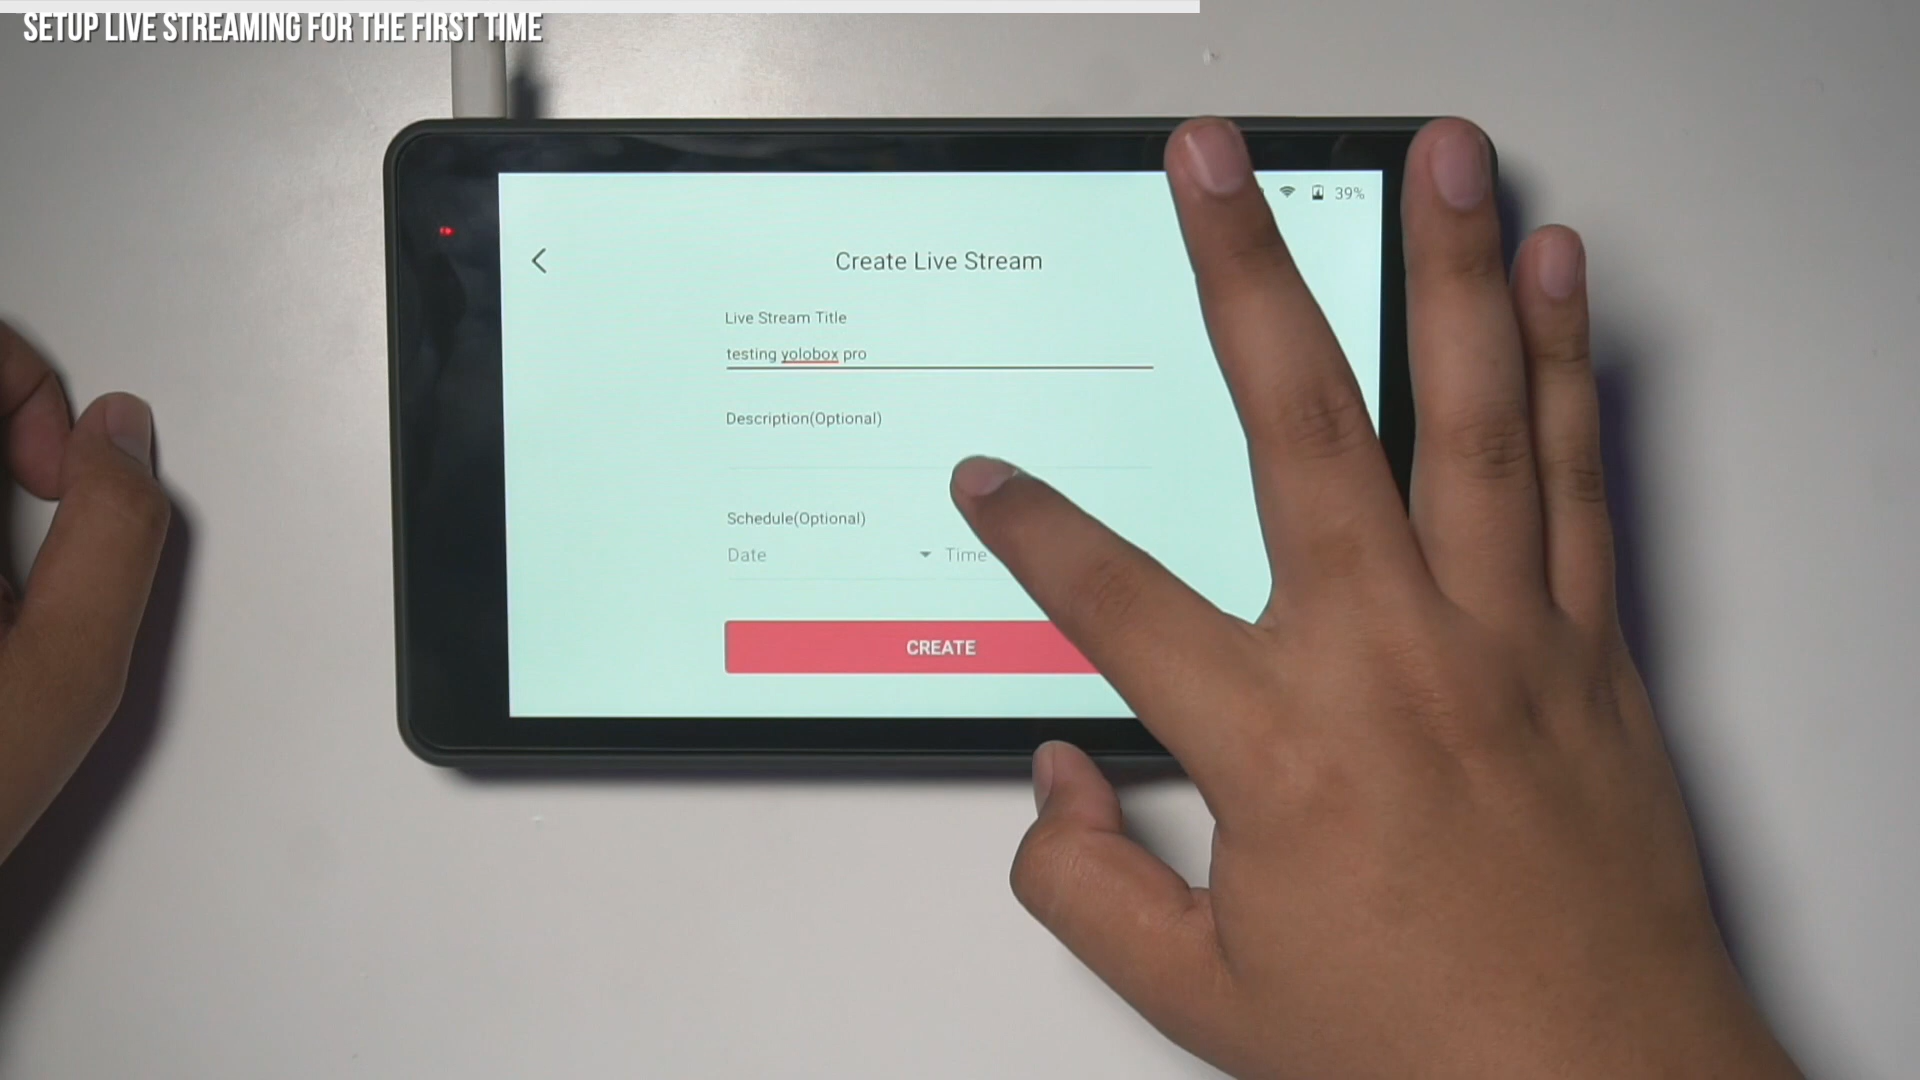 SETUP LIVE STREAMING FOR THE FIRST TIME
39%
Create Live Stream
Live Stream Title
testing yolobox pro
Description(Optional)
Schedule(Optional)
Date Time
CREATE